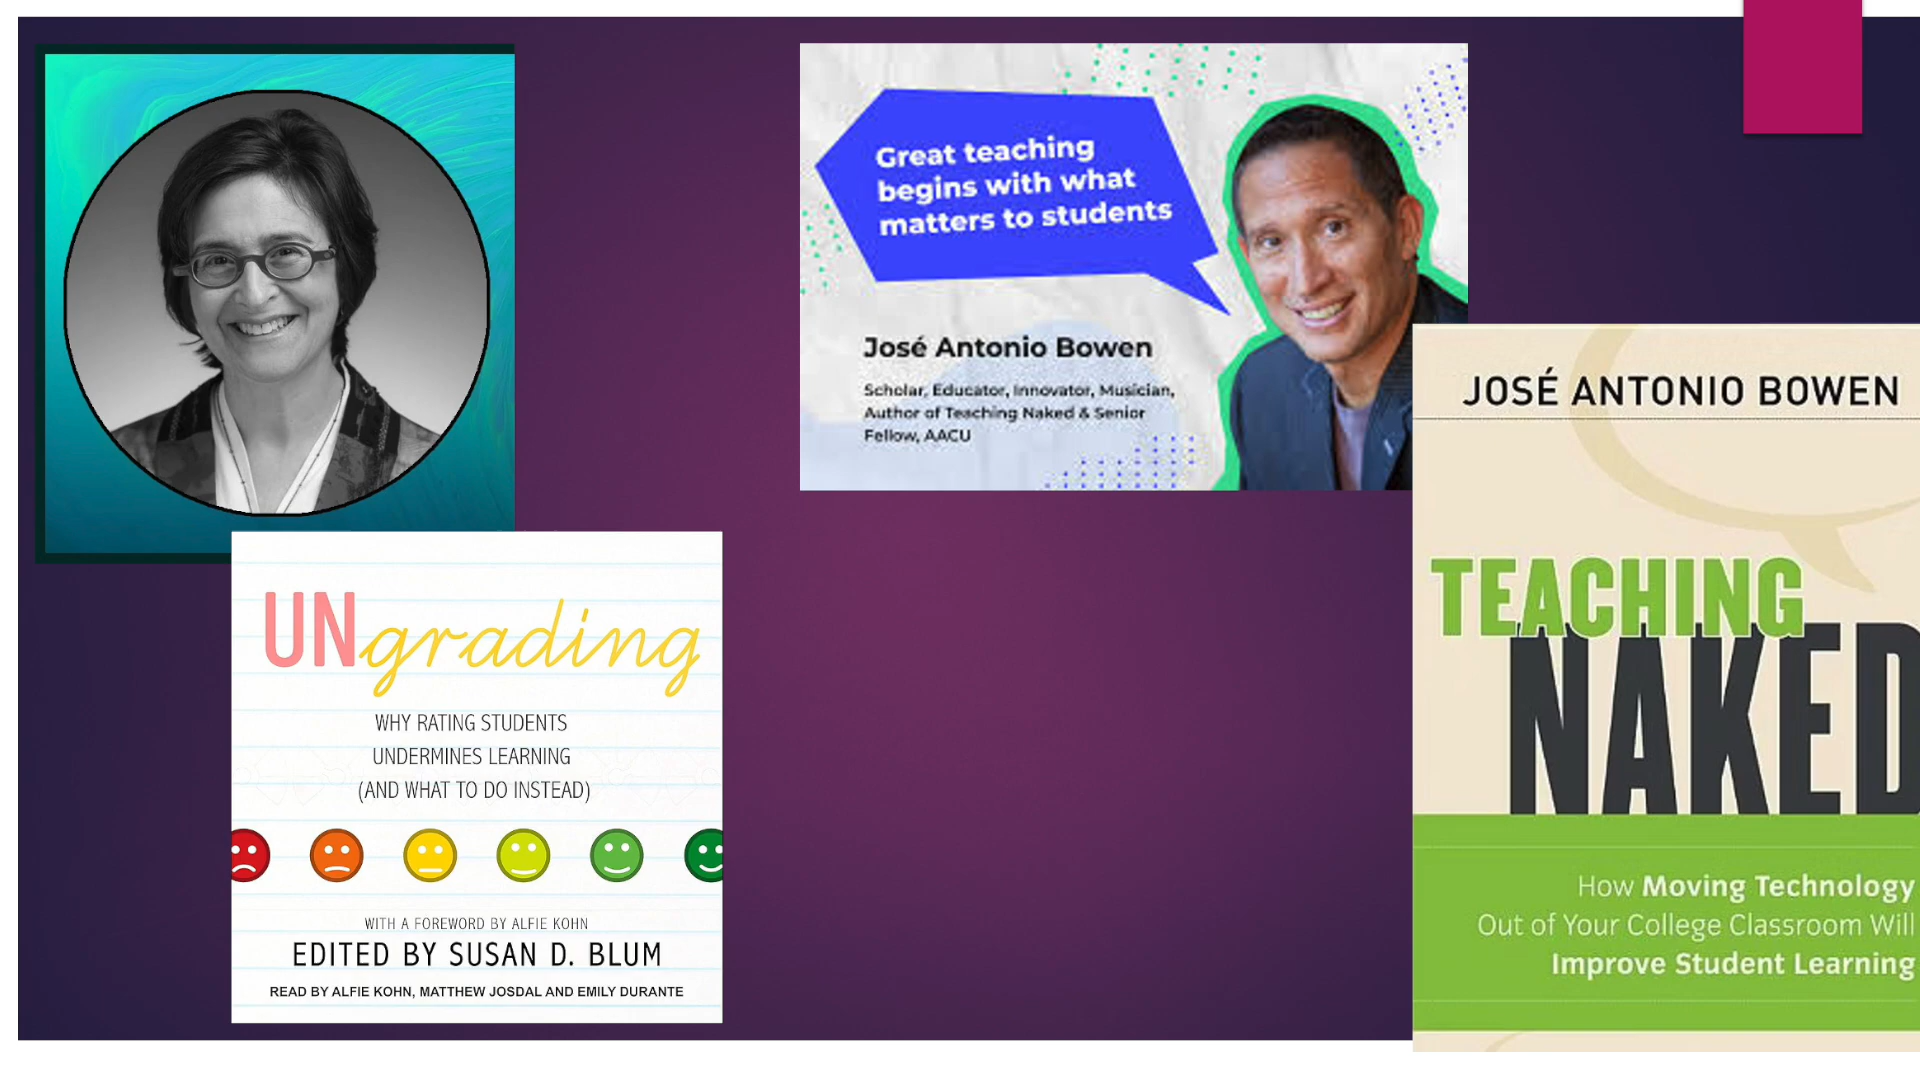 Great teaching
begins with what
matters to students
José Antonio Bowen
Scholar, Educator, Innovator, Musician,
Author of Teaching Naked & Senior
Fellow, AACU
UNgrading
WHY RATING STUDENTS
UNDERMINES LEARNING
(AND WHAT TO DO INSTEAD)
WITH A FOREWORD BY ALFIE KOHN
EDITED BY SUSAN D. BLUM
READ BY ALFIE KOHN, MATTHEW JOSDAL AND EMILY DURANTE
JOSÉ ANTONIO BOWEN
TEACHING
NAKED
How Moving Technology
Out of Your College Classroom Will
Improve Student Learning